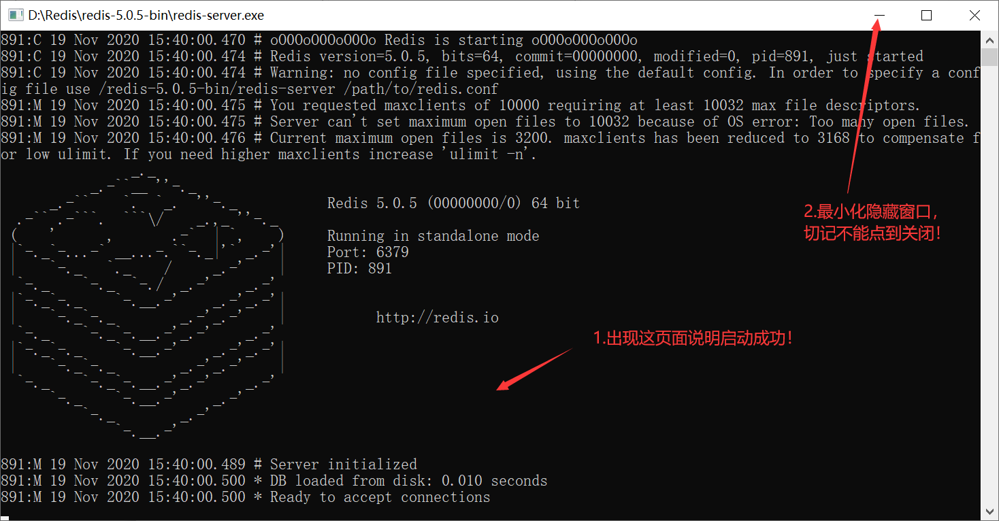 D:\Redis\redis-5.0.5-bin\redis-server.exe
891:C 19 Nov 2020 15:40:00.470 # oO0OoO0OoO0Oo Redis is starting oO0OoO0OoO0Oo
891:C 19 Nov 2020 15:40:00.474 # Redis version=5.0.5, bits=64, commit=00000000, modified=0, pid=891, just started
891:C 19 Nov 2020 15:40:00.474 # Warning: no config file specified, using the default config. In order to specify a conf
ig file use /redis-5.0.5-bin/redis-server /path/to/redis.conf
891:M 19 Nov 2020 15:40:00.475 # You requested maxclients of 10000 requiring at least 10032 max file descriptors.
891:M 19 Nov 2020 15:40:00.475 # Server can't set maximum open files to 10032 because of OS error: Too many open files.
891:M 19 Nov 2020 15:40:00.476 # Current maximum open files is 3200. maxclients has been reduced to 3168 to compensate f
or low ulimit. If you need higher maxclients increase 'ulimit -n'.
Redis 5.0.5 (00000000/0) 64 bit
Running in standalone mode
Port: 6379
PID: 891
http://redis.io
2.最小化隐藏窗口，
切记不能点到关闭！
1.出现这页面说明启动成功！
891:M 19 Nov 2020 15:40:00.489 # Server initialized
891:M 19 Nov 2020 15:40:00.500 * DB loaded from disk: 0.010 seconds
891:M 19 Nov 2020 15:40:00.500 * Ready to accept connections